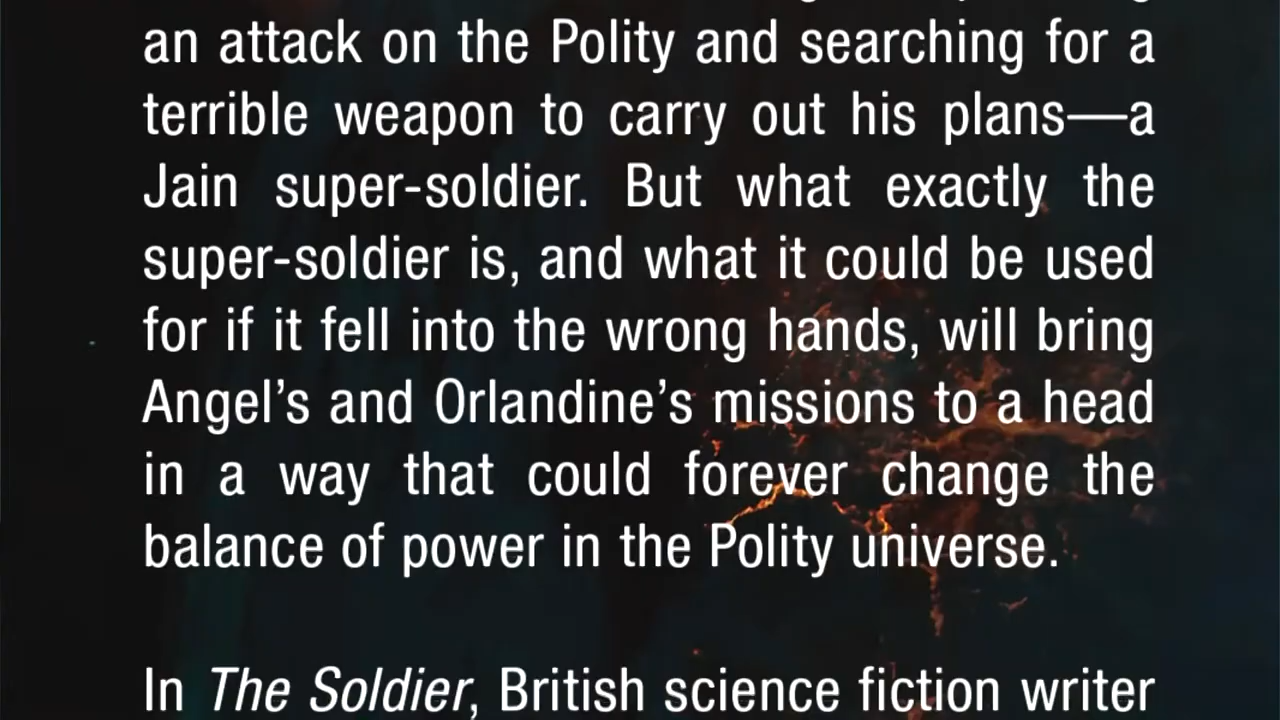 an attack on the Polity and searching for a
terrible weapon to carry out his plans—a
Jain super-soldier. But what exactly the
super-soldier is, and what it could be used
for if it fell into the wrong hands, will bring
Angel’s and Orlandine’s missions to a head
in a way that could forever change the
balance of power in the Polity universe.
In The Soldier, British science fiction writer